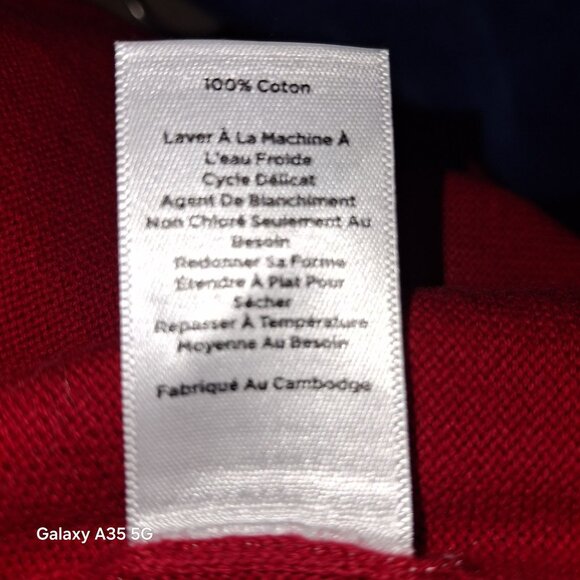 100% Coton
Laver À La Machine À
L'eau Froide
Cycle Délicat
Agent De Blanchiment
Non Chloré Seulement Au
Besoin
Redonner Sa Forme
Étendre À Plat Pour
Sécher
Repasser À Température
Moyenne Au Besoin
Fabriqué Au Cambodge
Galaxy A35 5G